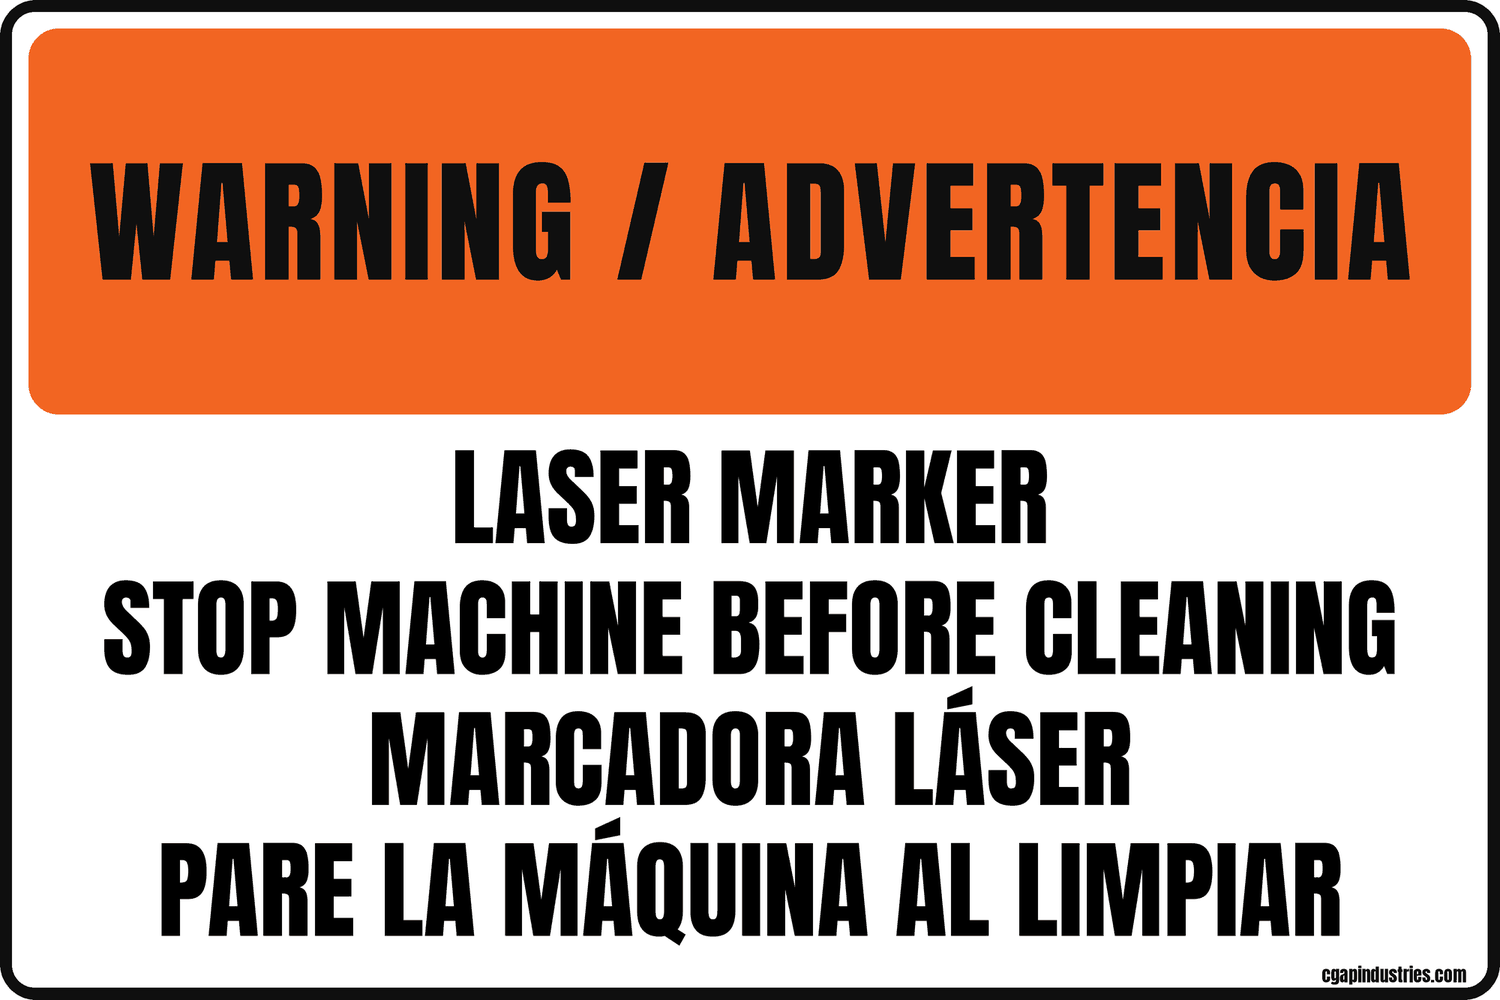 WARNING / ADVERTENCIA
LASER MARKER
STOP MACHINE BEFORE CLEANING
MARCADORA LÁSER
PARE LA MÁQUINA AL LIMPIAR
cgapindustries.com